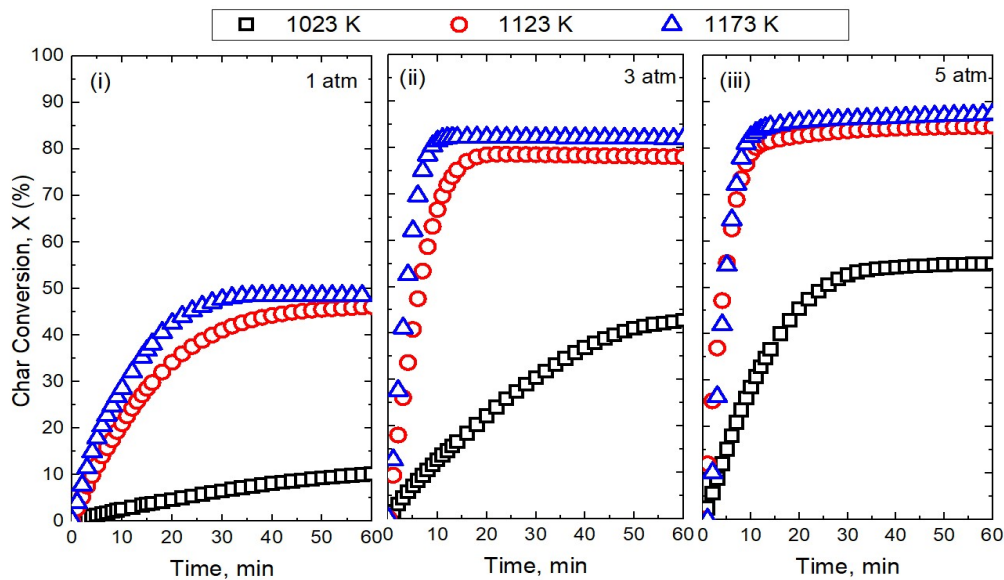 1023 K 1123 K 1173 K
(i) 1 atm
(ii) 3 atm
(iii) 5 atm
Char Conversion, X (%)
100
90
80
70
60
50
40
30
20
10
0
0 10 20 30 40 50 60
0 10 20 30 40 50 60
0 10 20 30 40 50 60
Time, min
Time, min
Time, min